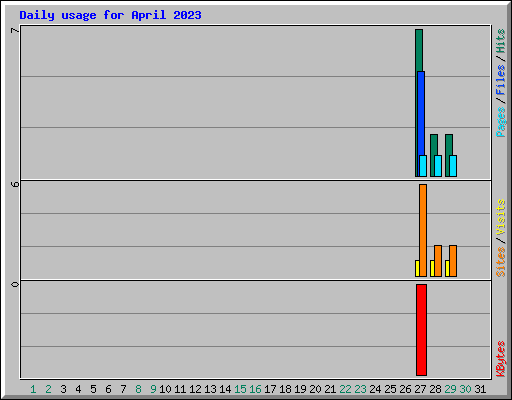 Daily usage for April 2023
7
6
0
Pages/Files/Hits
Sites/Visits
KBytes
1 2 3 4 5 6 7 8 9 10 11 12 13 14 15 16 17 18 19 20 21 22 23 24 25 26 27 28 29 30 31